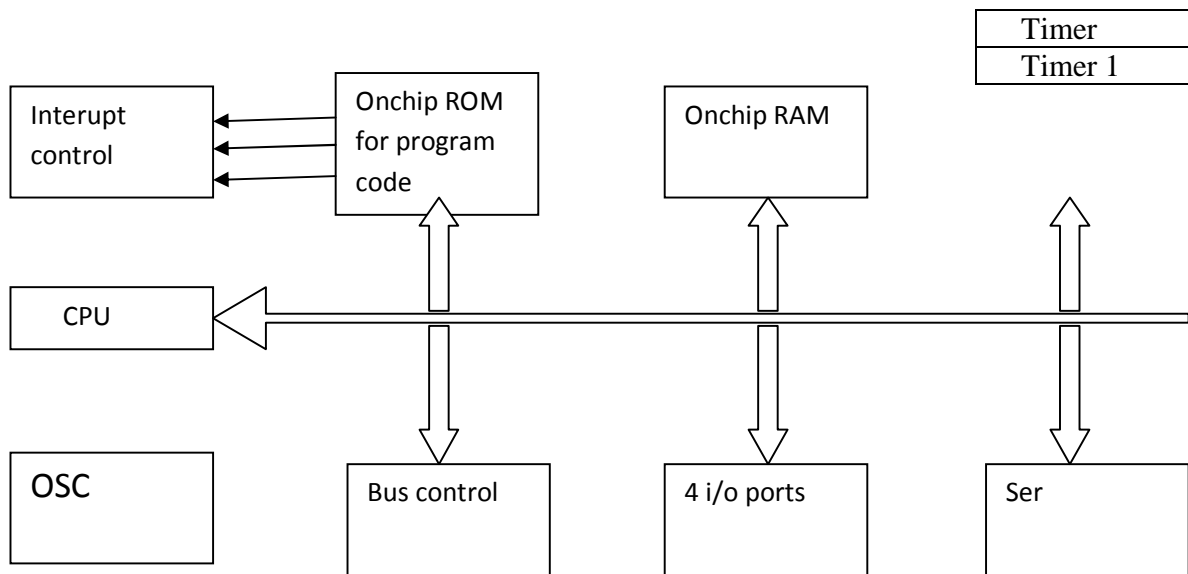 Timer
Timer 1
Interupt
control
Onchip ROM
for program
code
Onchip RAM
CPU
OSC
Bus control
4 i/o ports
Ser